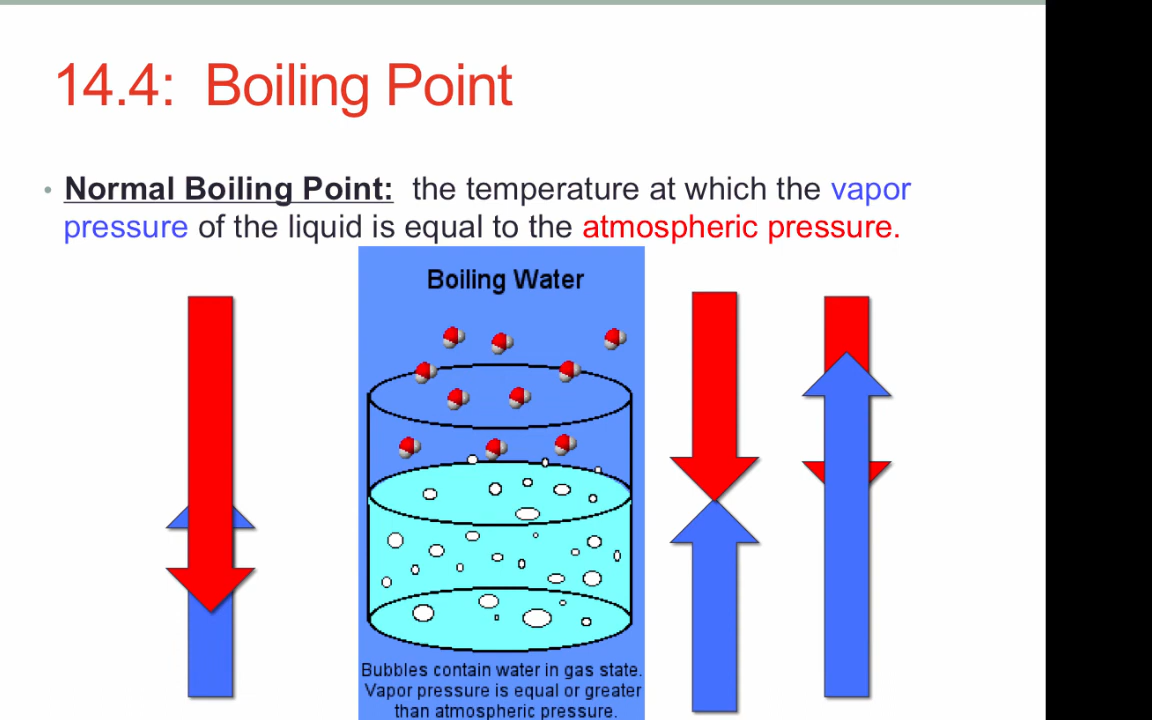 14.4: Boiling Point
• Normal Boiling Point: the temperature at which the vapor
pressure of the liquid is equal to the atmospheric pressure.
Boiling Water
Bubbles contain water in gas state.
Vapor pressure is equal or greater
than atmospheric pressure.